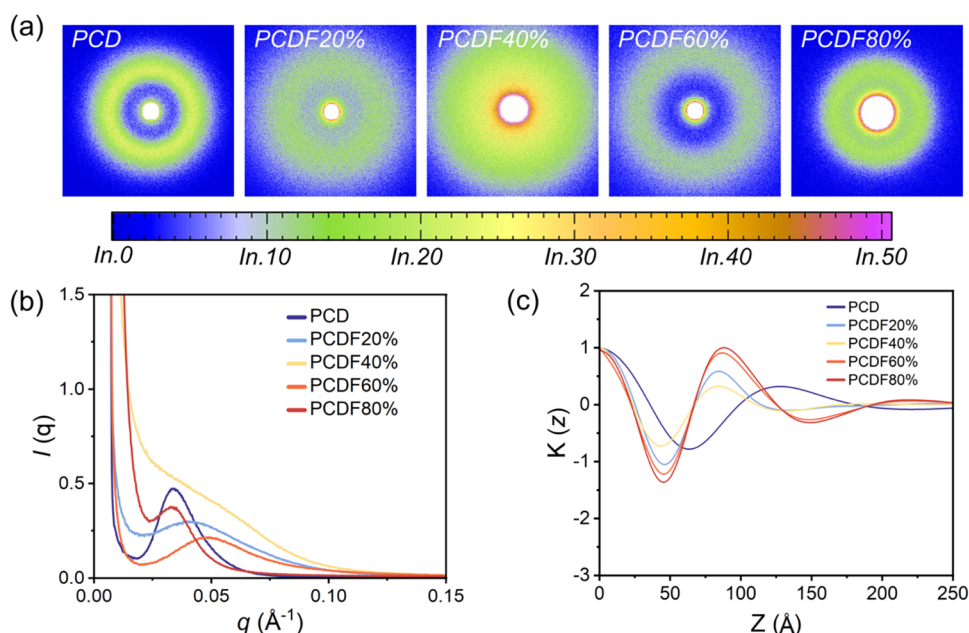 (a)
PCD
PCDF20%
PCDF40%
PCDF60%
PCDF80%
In.0
In.10
In.20
In.30
In.40
In.50
(b)
1.5
1.0
0.5
0.0
I (q)
PCD
PCDF20%
PCDF40%
PCDF60%
PCDF80%
0.00
0.05
0.10
0.15
q (Å-1)
(c)
2
1
0
-1
-2
-3
K (z)
PCD
PCDF20%
PCDF40%
PCDF60%
PCDF80%
0
50
100
150
200
250
Z (Å)